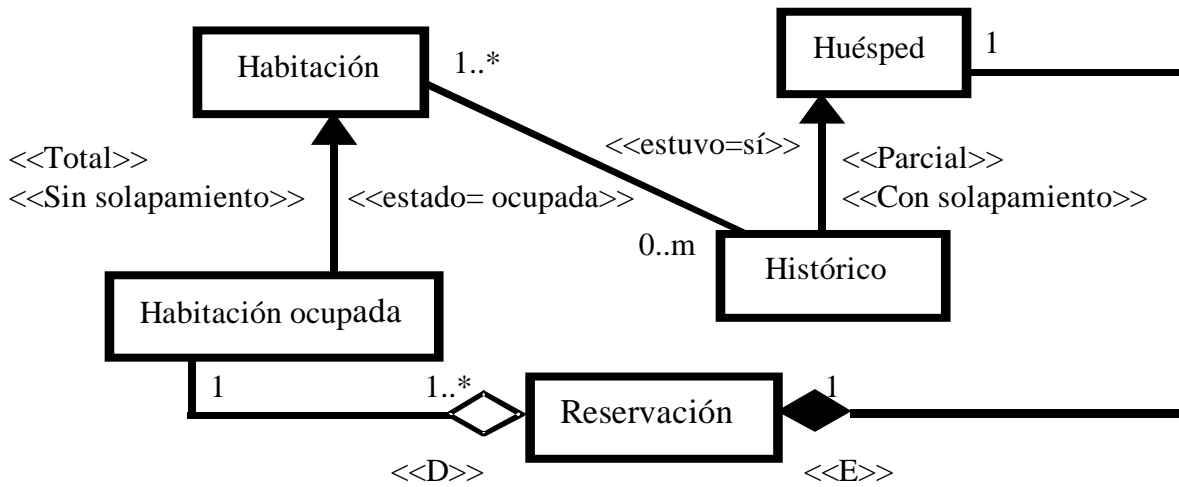 Habitación
1..*
Huésped
1
<<Total>>
<<Sin solapamiento>>
<<estado= ocupada>>
<<estuvo=sí>>
<<Parcial>>
<<Con solapamiento>>
0..m
Histórico
Habitación ocupada
1
1..*
Reservación
1
<<D>>
<<E>>